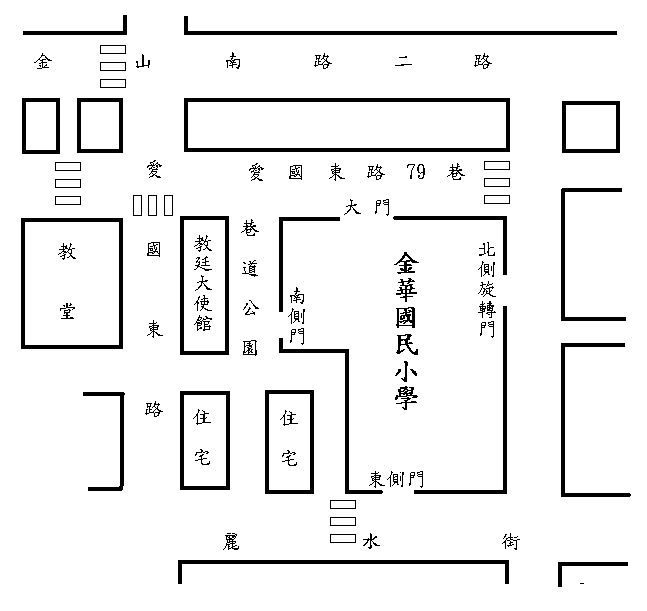 金山南路二路
愛國東路79巷
愛國東路
大門
教堂
教廷大使館
巷道公園
南側門
金華國民小學
北側旋轉門
住宅
住宅
東側門
麗水街